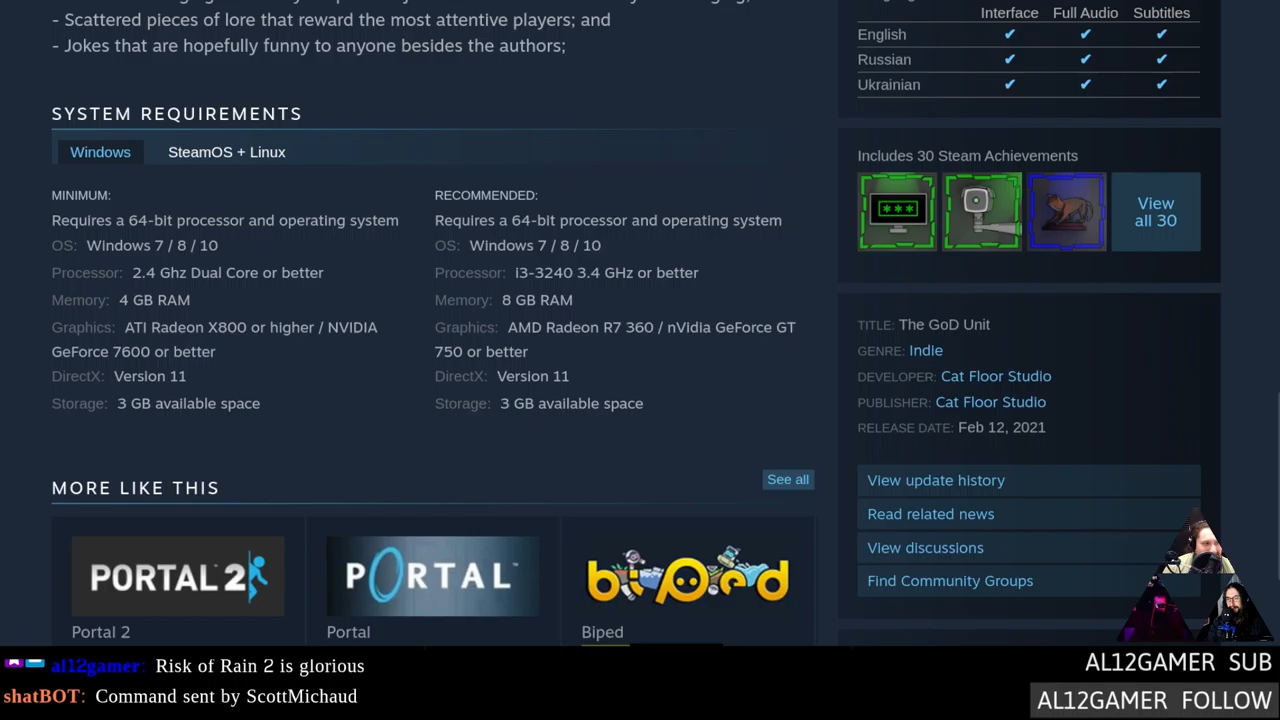 - Scattered pieces of lore that reward the most attentive players; and
- Jokes that are hopefully funny to anyone besides the authors;
SYSTEM REQUIREMENTS
Windows SteamOS + Linux
MINIMUM:
Requires a 64-bit processor and operating system
OS: Windows 7 / 8 / 10
Processor: 2.4 Ghz Dual Core or better
Memory: 4 GB RAM
Graphics: ATI Radeon X800 or higher / NVIDIA
GeForce 7600 or better
DirectX: Version 11
Storage: 3 GB available space
RECOMMENDED:
Requires a 64-bit processor and operating system
OS: Windows 7 / 8 / 10
Processor: i3-3240 3.4 GHz or better
Memory: 8 GB RAM
Graphics: AMD Radeon R7 360 / nVidia GeForce GT
750 or better
DirectX: Version 11
Storage: 3 GB available space
MORE LIKE THIS
See all
PORTAL 2
PORTAL
biped
Portal 2
Portal
Biped
Interface Full Audio Subtitles
English ✔ ✔ ✔
Russian ✔ ✔ ✔
Ukrainian ✔ ✔ ✔
Includes 30 Steam Achievements
***
View
all 30
TITLE: The GoD Unit
GENRE: Indie
DEVELOPER: Cat Floor Studio
PUBLISHER: Cat Floor Studio
RELEASE DATE: Feb 12, 2021
View update history
Read related news
View discussions
Find Community Groups
al12gamer: Risk of Rain 2 is glorious
shatBOT: Command sent by ScottMichaud
AL12GAMER SUB
AL12GAMER FOLLOW